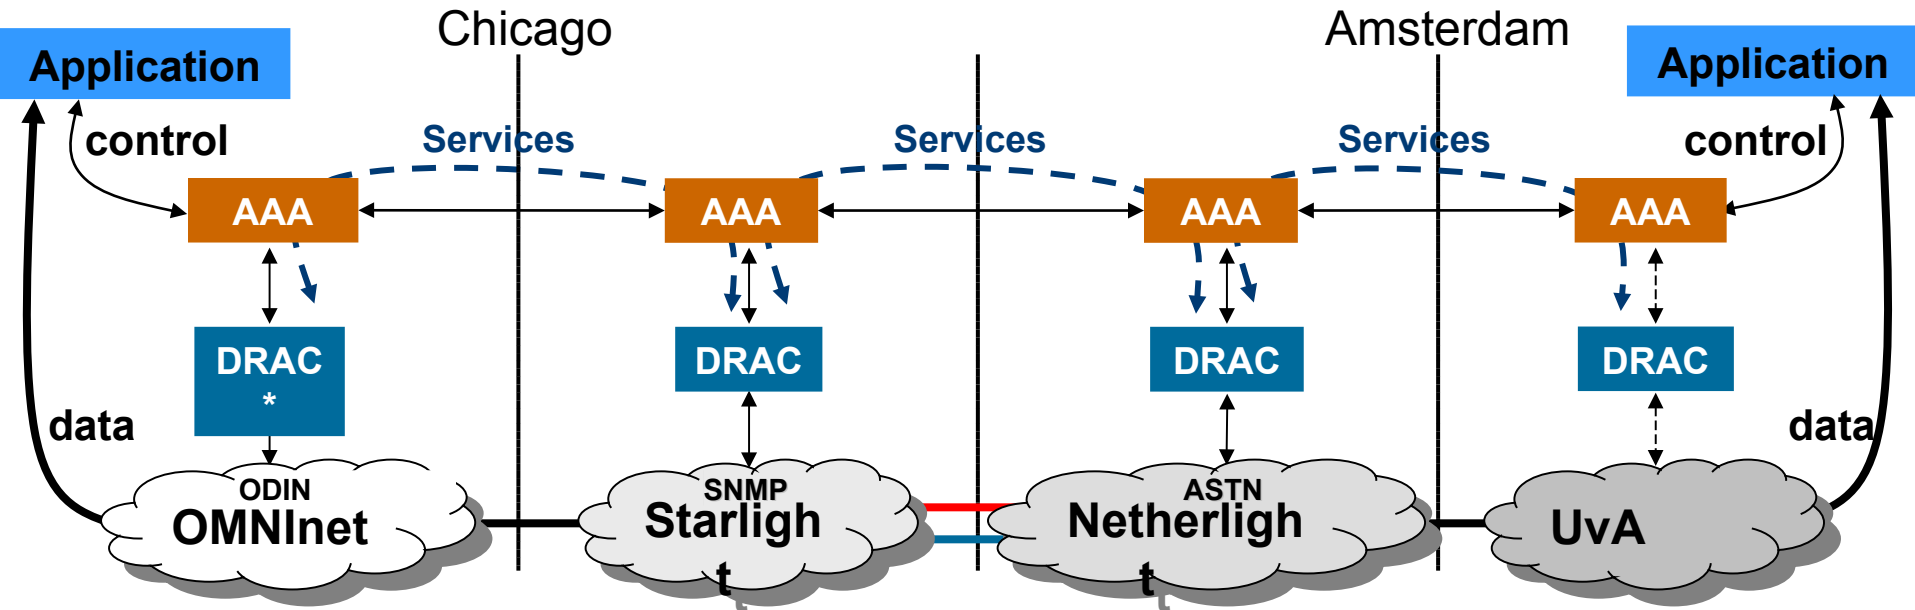 Chicago
Amsterdam
Application
Application
control
Services
Services
Services
control
AAA
AAA
AAA
AAA
DRAC
*
DRAC
DRAC
DRAC
data
data
ODIN
OMNInet
SNMP
Starligh
t
ASTN
Netherligh
t
UvA